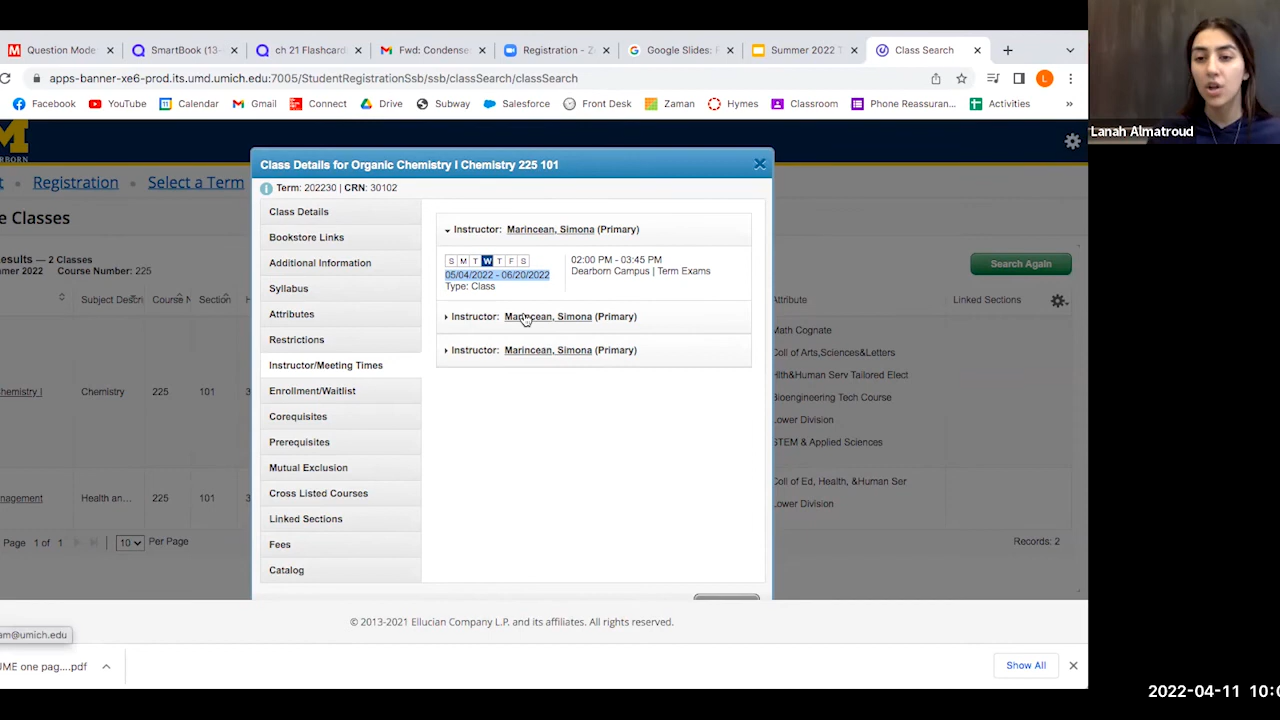 Question Mode
SmartBook (13-
ch 21 Flashcard
Fwd: Condense
Registration - Z
Google Slides: F
Summer 2022 T
Class Search
apps-banner-xe6-prod.its.umd.umich.edu:7005/StudentRegistrationSsb/ssb/classSearch/classSearch
L
Facebook
YouTube
Calendar
Gmail
Connect
Drive
Subway
Salesforce
Front Desk
Zaman
Hymes
Classroom
Phone Reassuran...
Activities
»
Lanah Almatroud
BORN
Registration
Select a Term
e Classes
Class Details for Organic Chemistry I Chemistry 225 101
Term: 202230 | CRN: 30102
esults — 2 Classes
mer 2022 Course Number: 225
Search Again
Subject Descri
Course N
Section
Attribute
Linked Sections
Class Details
Bookstore Links
Additional Information
Syllabus
Attributes
Restrictions
Instructor/Meeting Times
Enrollment/Waitlist
Corequisites
Prerequisites
Mutual Exclusion
Cross Listed Courses
Linked Sections
Fees
Catalog
Instructor: Marincean, Simona (Primary)
S M T W T F S
02:00 PM - 03:45 PM
05/04/2022 - 06/20/2022
Dearborn Campus | Term Exams
Type: Class
Instructor: Marincean, Simona (Primary)
Instructor: Marincean, Simona (Primary)
hemistry I
Chemistry
225
101
Math Cognate
Coll of Arts,Sciences&Letters
Hlth&Human Serv Tailored Elect
Bioengineering Tech Course
Lower Division
STEM & Applied Sciences
nagement
Health an...
225
101
Coll of Ed, Health, &Human Ser
Lower Division
Page 1 of 1
10
Per Page
Records: 2
© 2013-2021 Ellucian Company L.P. and its affiliates. All rights reserved.
am@umich.edu
UME one pag....pdf
Show All
2022-04-11 10:0